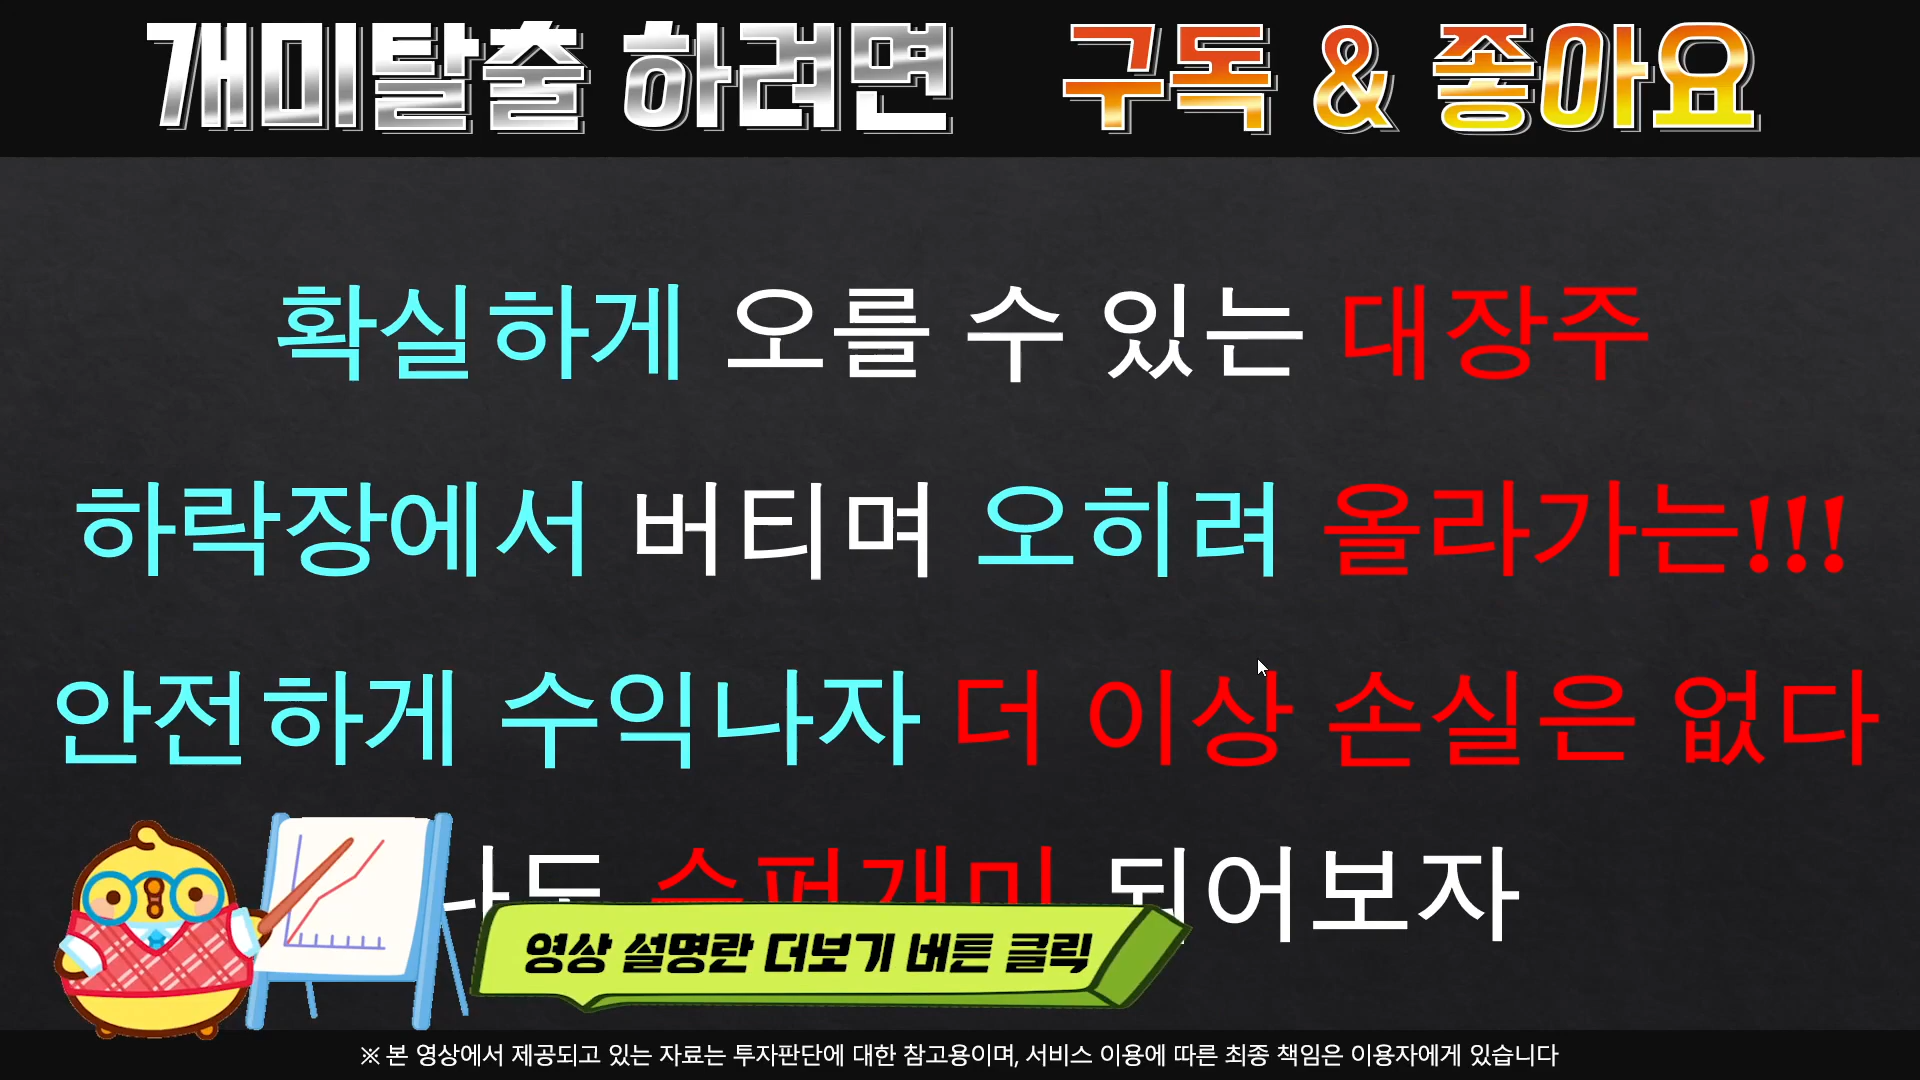 개미탈출 하려면 구독 & 좋아요
확실하게 오를 수 있는 대장주
하락장에서 버티며 오히려 올라가는!!!
안전하게 수익나자 더 이상 손실은 없다
나도 슈퍼개미 되어보자
영상 설명란 더보기 버튼 클릭
※ 본 영상에서 제공되고 있는 자료는 투자판단에 대한 참고용이며, 서비스 이용에 따른 최종 책임은 이용자에게 있습니다